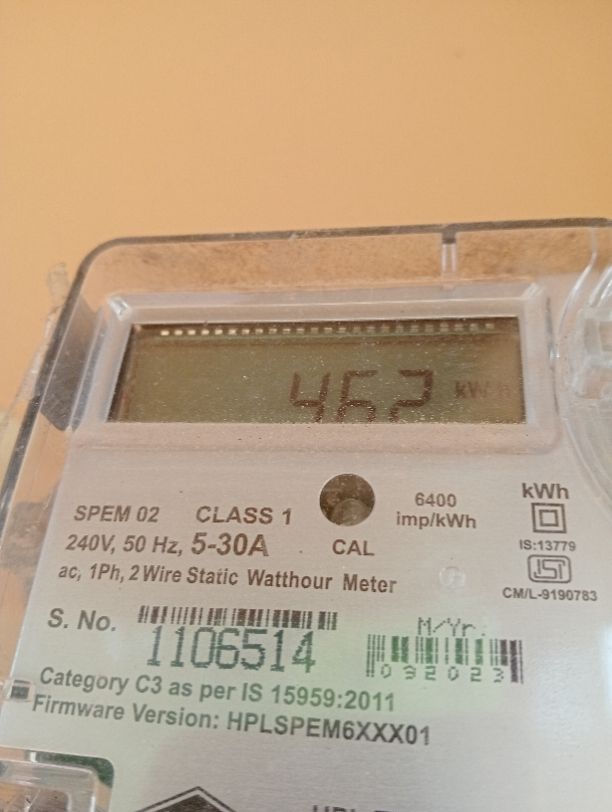 462 kWh
SPEM 02 CLASS 1
240V, 50 Hz, 5-30A
CAL
6400
imp/kWh
kWh
IS:13779
CM/L-9190783
ac, 1Ph, 2 Wire Static Watthour Meter
S. No.
1106514
M/Yr.
092023
Category C3 as per IS 15959:2011
Firmware Version: HPLSPEM6XXX01